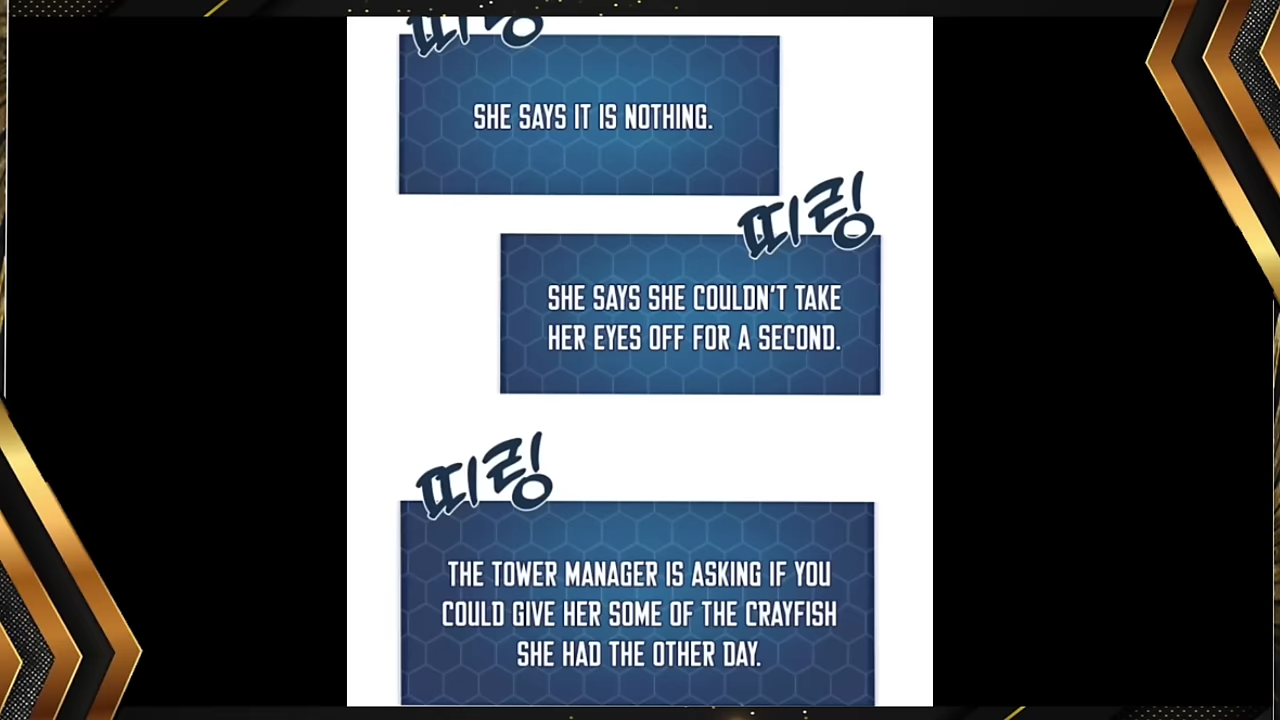 띠링
SHE SAYS IT IS NOTHING.
띠링
SHE SAYS SHE COULDN'T TAKE
HER EYES OFF FOR A SECOND.
띠링
THE TOWER MANAGER IS ASKING IF YOU
COULD GIVE HER SOME OF THE CRAYFISH
SHE HAD THE OTHER DAY.